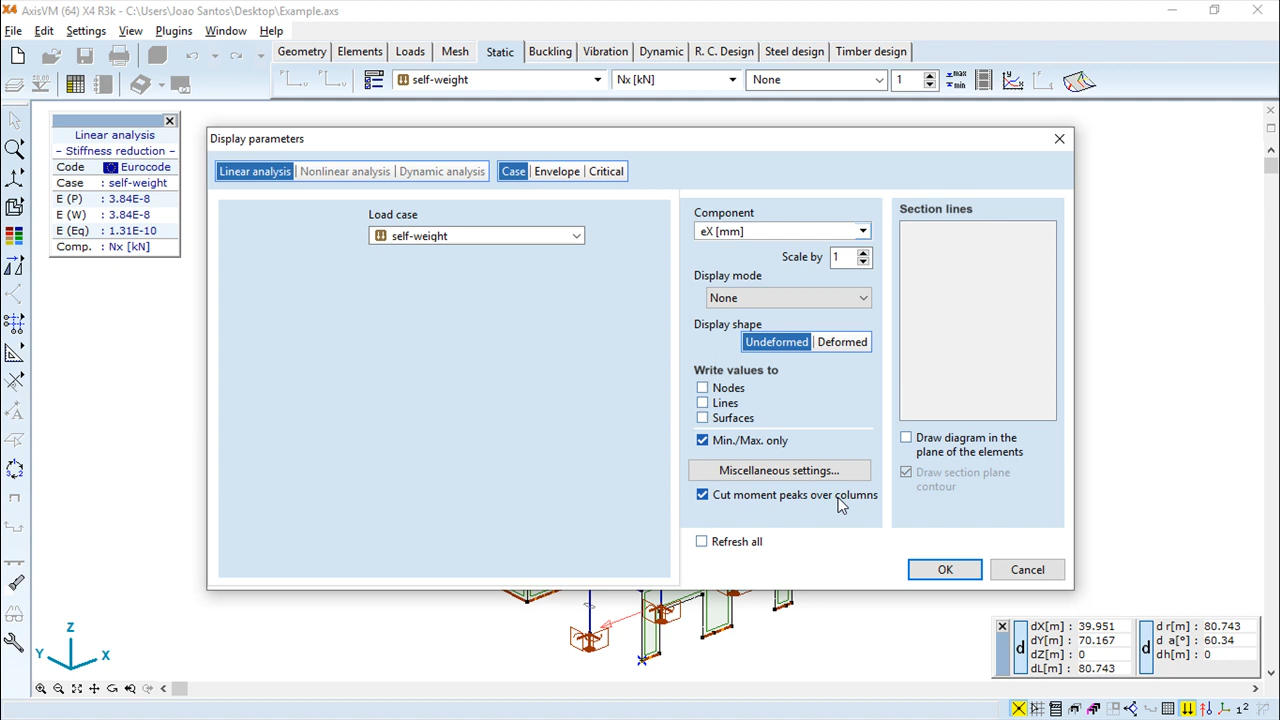 X4 AxisVM (64) X4 R3k - C:\Users\Joao Santos\Desktop\Example.axs
File Edit Settings View Plugins Window Help
Geometry Elements Loads Mesh Static Buckling Vibration Dynamic R. C. Design Steel design Timber design
self-weight Nx [kN] None 1 max min
Linear analysis
- Stiffness reduction -
Code Eurocode
Case : self-weight
E (P) : 3.84E-8
E (W) : 3.84E-8
E (Eq) : 1.31E-10
Comp. : Nx [kN]
Display parameters
Linear analysis | Nonlinear analysis | Dynamic analysis
Case | Envelope | Critical
Load case
self-weight
Component
eX [mm]
Scale by 1
Display mode
None
Display shape
Undeformed | Deformed
Write values to
Nodes
Lines
Surfaces
Min./Max. only
Miscellaneous settings...
Cut moment peaks over columns
Refresh all
Section lines
Draw diagram in the
plane of the elements
Draw section plane
contour
OK Cancel
Z
Y X
d
dX[m] : 39.951
dY[m] : 70.167
dZ[m] : 0
dL[m] : 80.743
d
d r[m] : 80.743
d a[°] : 60.34
dh[m] : 0